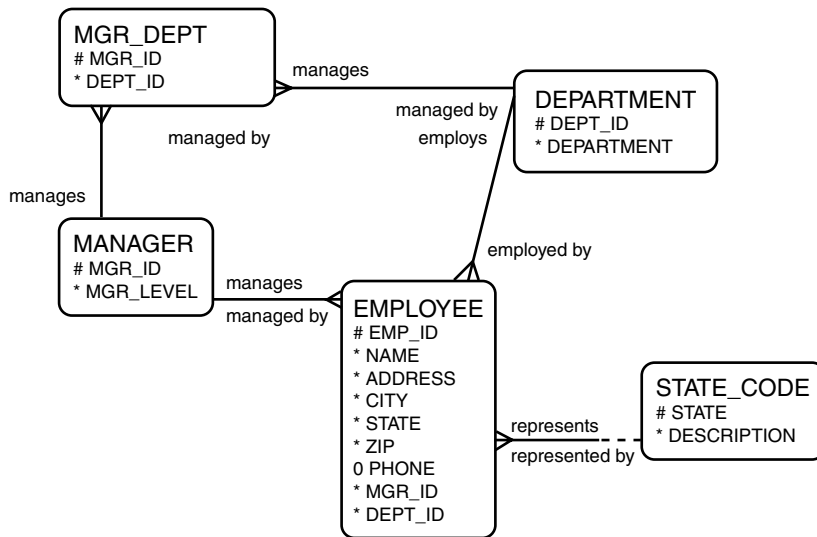 MGR_DEPT
# MGR_ID
* DEPT_ID
manages
managed by
managed by
employs
DEPARTMENT
# DEPT_ID
* DEPARTMENT
manages
MANAGER
# MGR_ID
* MGR_LEVEL
manages
managed by
employed by
EMPLOYEE
# EMP_ID
* NAME
* ADDRESS
* CITY
* STATE
* ZIP
0 PHONE
* MGR_ID
* DEPT_ID
represents
represented by
STATE_CODE
# STATE
* DESCRIPTION